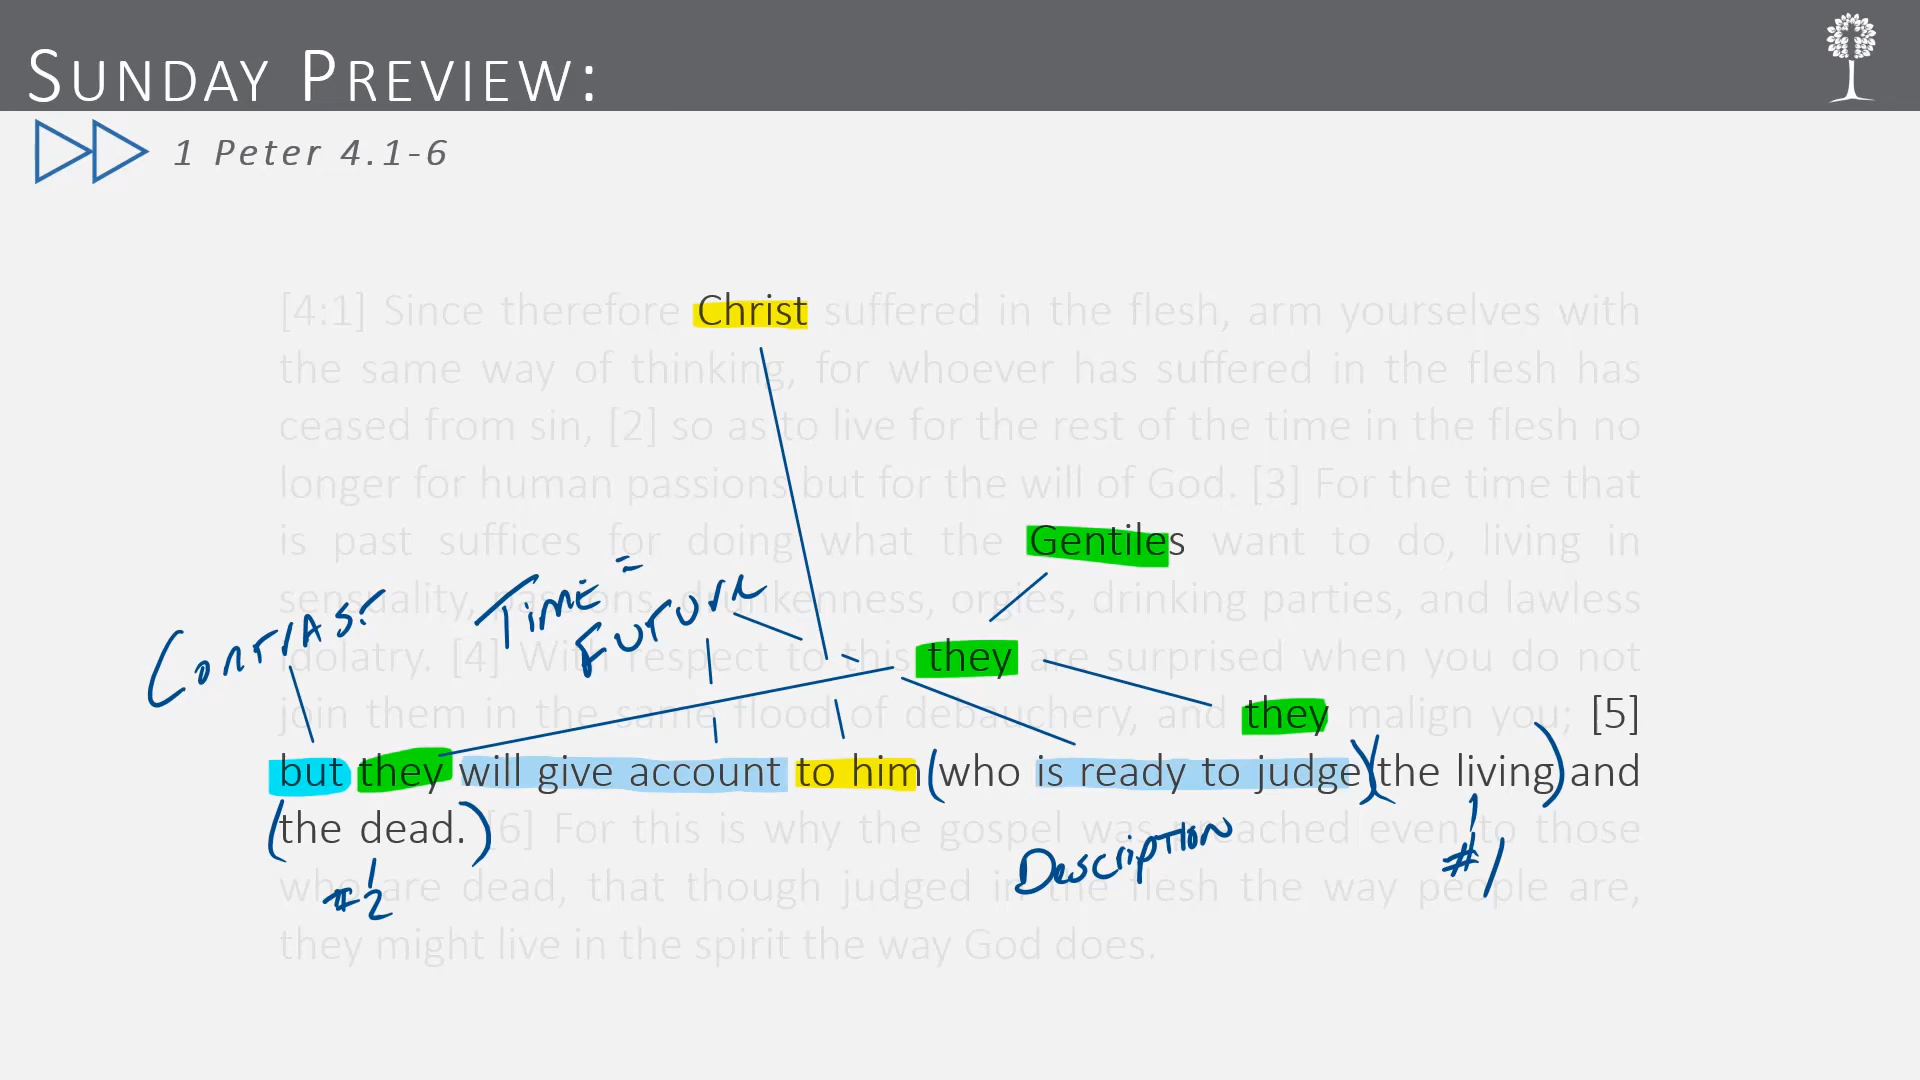 SUNDAY PREVIEW:
1 Peter 4.1-6
[4:1] Since therefore Christ suffered in the flesh, arm yourselves with
the same way of thinking, for whoever has suffered in the flesh has
ceased from sin, [2] so as to live for the rest of the time in the flesh no
longer for human passions but for the will of God. [3] For the time that
is past suffices for doing what the Gentiles want to do, living in
sensuality, passions, drunkenness, orgies, drinking parties, and lawless
idolatry. [4] With respect to this they are surprised when you do not
join them in the same flood of debauchery, and they malign you; [5]
but they will give account to him (who is ready to judge) (the living) and
(the dead.) [6] For this is why the gospel was preached even to those
who are dead, that though judged in the flesh the way people are,
they might live in the spirit the way God does.
CONTRAST
TIME =
FUTURE
DESCRIPTION
#1
#2